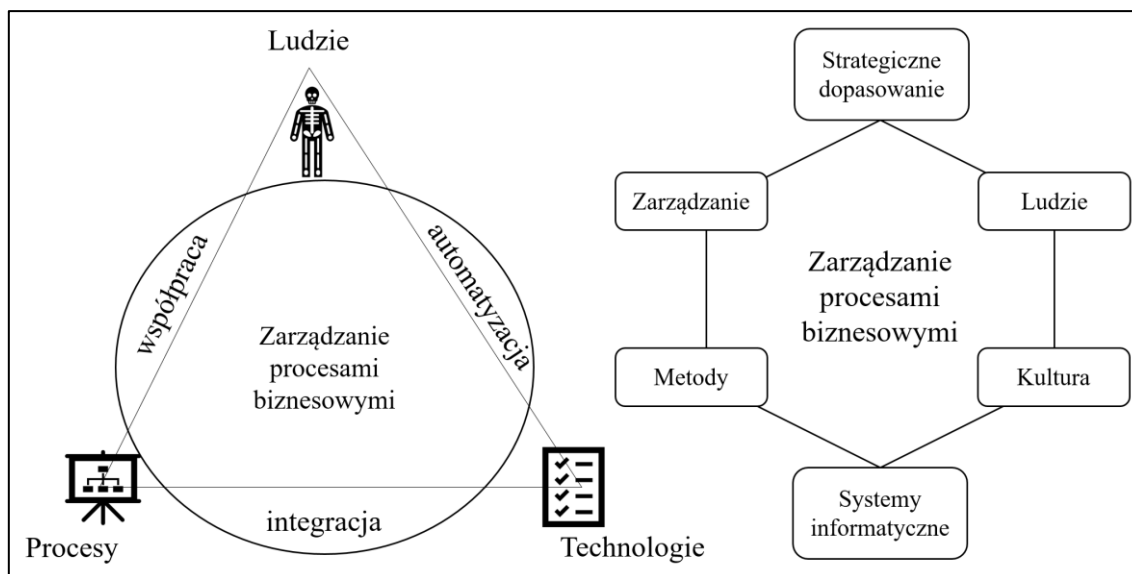 Ludzie
współpraca
automatyzacja
Zarządzanie
procesami
biznesowymi
integracja
Procesy
Technologie
Strategiczne
dopasowanie
Zarządzanie
Ludzie
Zarządzanie
procesami
biznesowymi
Metody
Kultura
Systemy
informatyczne